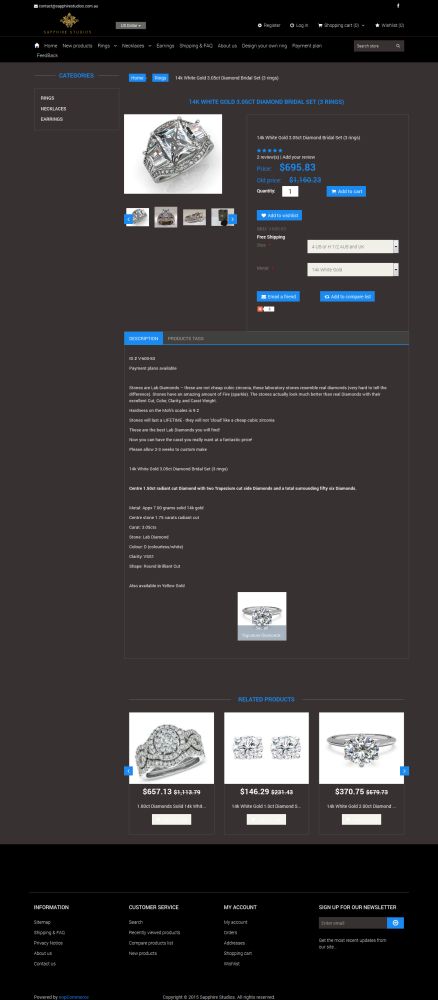 contact@sapphirestudios.com.au
SAPPHIRE STUDIOS
US Dollar
Register
Log in
Shopping cart (0)
Wishlist (0)
Home
New products
Rings
Necklaces
Earrings
Shipping & FAQ
About us
Design your own ring
Payment plan
FeedBack
Search store
CATEGORIES
RINGS
NECKLACES
EARRINGS
Home
Rings
14K White Gold 3.05ct Diamond Bridal Set (3 rings)
14K WHITE GOLD 3.05CT DIAMOND BRIDAL SET (3 RINGS)
14K White Gold 3.05ct Diamond Bridal Set (3 rings)
2 review(s) | Add your review
Price: $695.83
Old price: $1,160.23
Quantity: 1
Add to cart
Add to wishlist
Free Shipping
Size *
4 US or H 1/2 AUS and UK
Metal *
14k White Gold
Email a friend
Add to compare list
DESCRIPTION
PRODUCTS TAGS
Payment plans available
Stones are Lab Diamonds – these are not cheap cubic zirconia, these laboratory stones resemble real diamonds (very hard to tell the
difference). Stones have an amazing amount of Fire (sparkle). The stones actually look much better than real Diamonds with their
excellent Cut, Color, Clarity and Carat Weight.
Hardness on the Moh's scales is 9.2
Stones will last a LIFETIME - they will not 'cloud' like a cheap cubic zirconia
These are the best Lab Diamonds you will find!
Now you can have the carat you really want at a fantastic price!
Please allow 2-3 weeks to custom make
14K White Gold 3.05ct Diamond Bridal Set (3 rings)
Centre 1.50ct radiant cut Diamond with two Trapezium cut side Diamonds and a total surrounding fifty six Diamonds.
Metal: Appx 7.00 grams solid 14k gold
Centre stone 1.75 carats radiant cut
Carat: 3.05cts
Stone: Lab Diamond
Colour: D (colourless/white)
Clarity: VSI/2
Shape: Round Brilliant Cut
Also available in Yellow Gold
RELATED PRODUCTS
$657.13 $1,113.79
1.80ct Diamonds Solid 14k Whit...
$146.29 $231.43
14k White Gold 1.0ct Diamond S...
$370.75 $679.73
14k White Gold 2.00ct Diamond ...
INFORMATION
Sitemap
Shipping & FAQ
Privacy Notice
About us
Contact us
CUSTOMER SERVICE
Search
Recently viewed products
Compare products list
New products
MY ACCOUNT
My account
Orders
Addresses
Shopping cart
Wishlist
SIGN UP FOR OUR NEWSLETTER
Enter email
Get the most recent updates from
our site.
Powered by nopCommerce
Copyright © 2015 Sapphire Studios. All rights reserved.